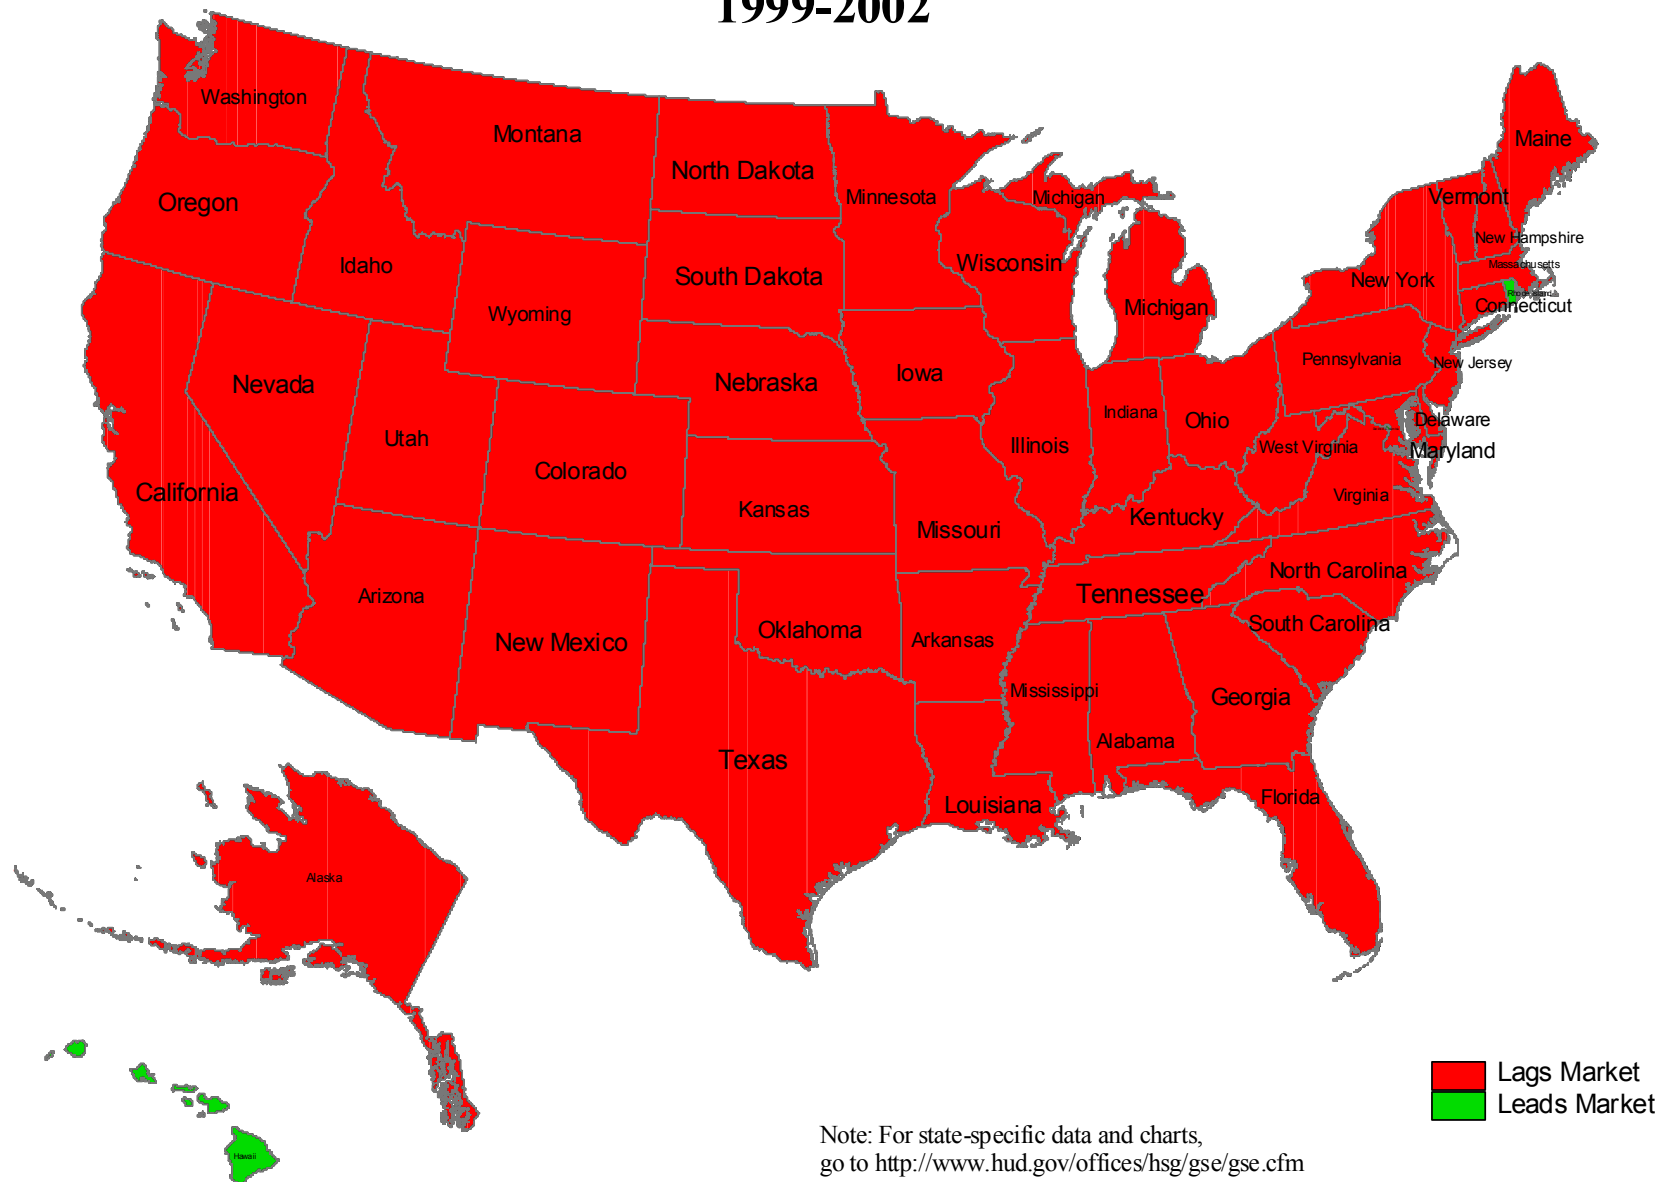 1999-2002
Washington
Montana
Maine
North Dakota
Minnesota
Michigan
Vermont
Oregon
New Hampshire
Idaho
Wisconsin
Massachusetts
South Dakota
New York
Rhode Island
Wyoming
Michigan
Connecticut
Pennsylvania
New Jersey
Nevada
Nebraska
Iowa
Indiana
Ohio
Delaware
Utah
Illinois
West Virginia
Maryland
Colorado
California
Virginia
Kansas
Kentucky
Missouri
North Carolina
Arizona
Tennessee
South Carolina
Oklahoma
Arkansas
New Mexico
Mississippi
Georgia
Alabama
Texas
Florida
Louisiana
Alaska
Lags Market
Leads Market
Note: For state-specific data and charts,
go to http://www.hud.gov/offices/hsg/gse/gse.cfm
Hawaii